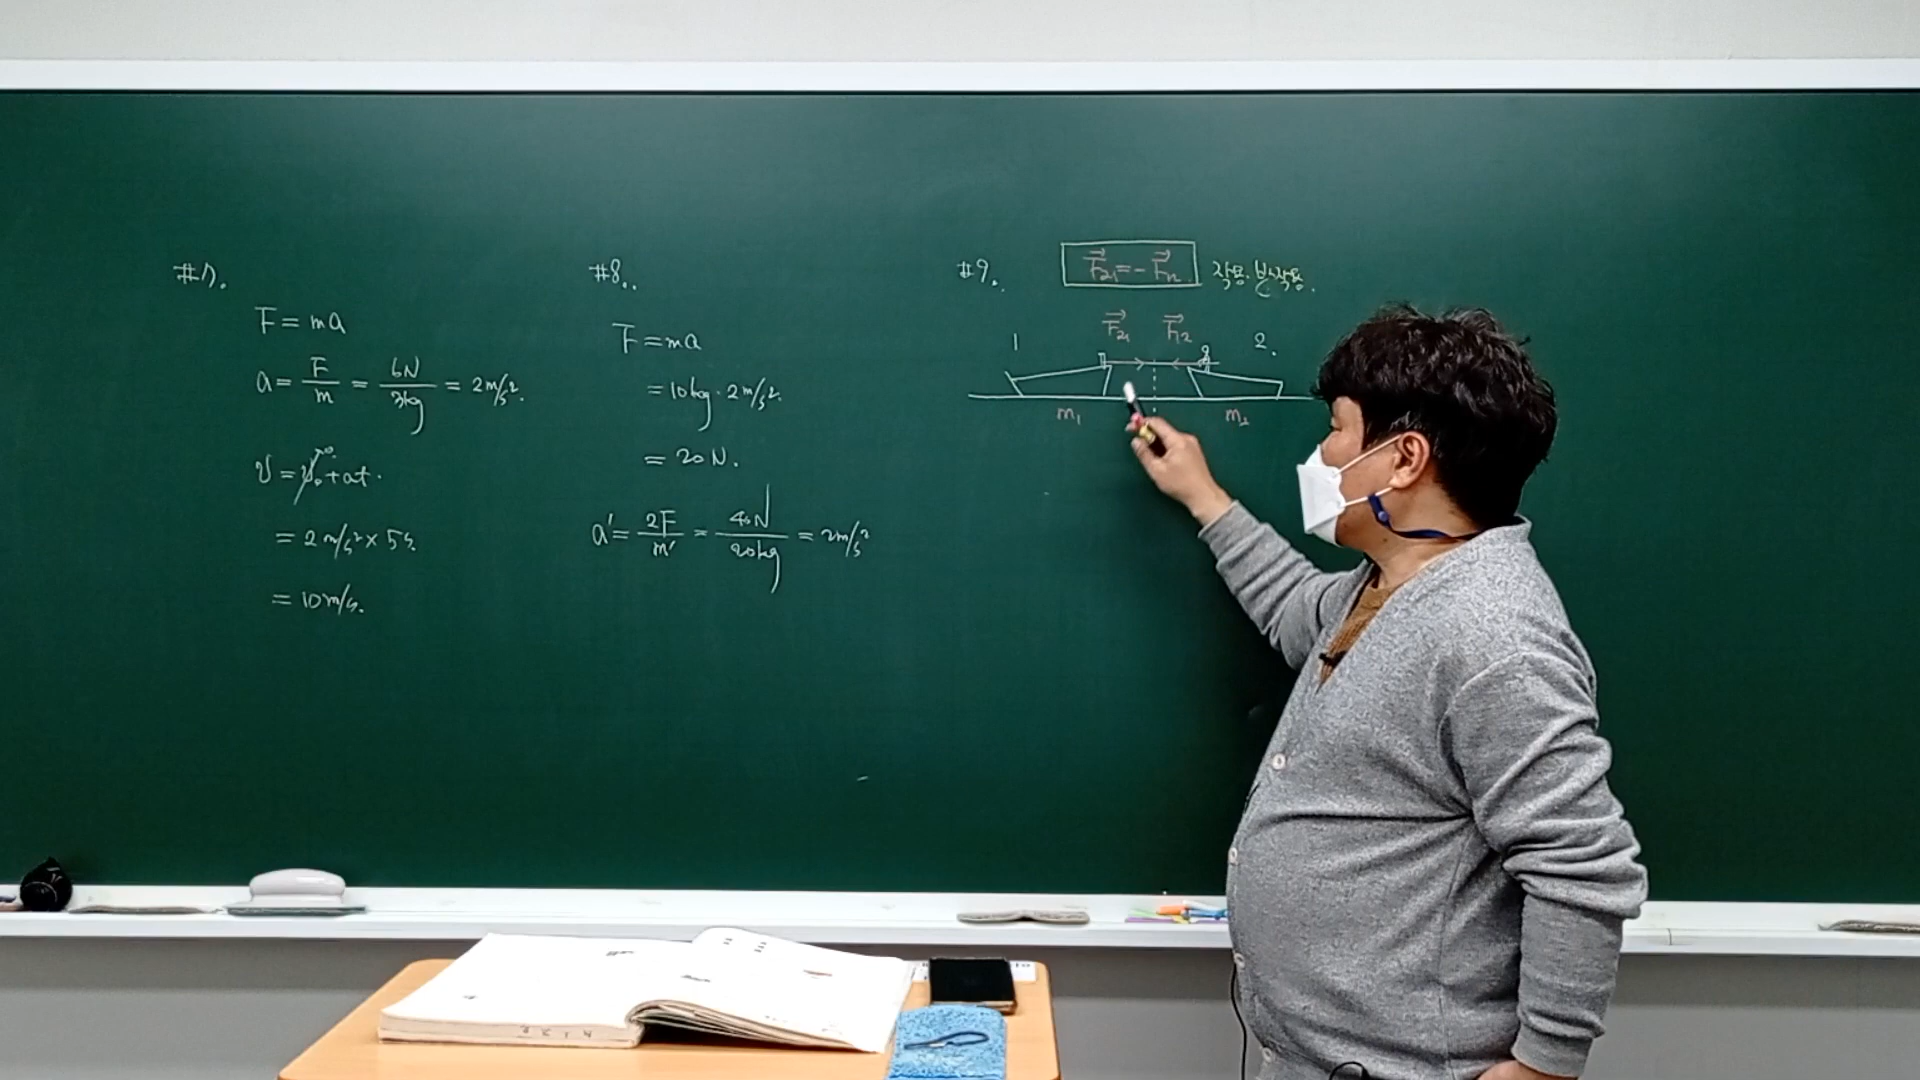 #7.
F = ma
a = F/m = 6N/3kg = 2m/s².
v = v₀ + at.
= 2m/s² × 5s.
= 10m/s.
#8.
F = ma
= 10kg · 2m/s².
= 20N.
a' = 2F/m' = 40N/20kg = 2m/s²
#9.
F₂₁ = -F₁₂ 작용·반작용.
F₂₁ F₁₂
1 2.
m₁ m₂